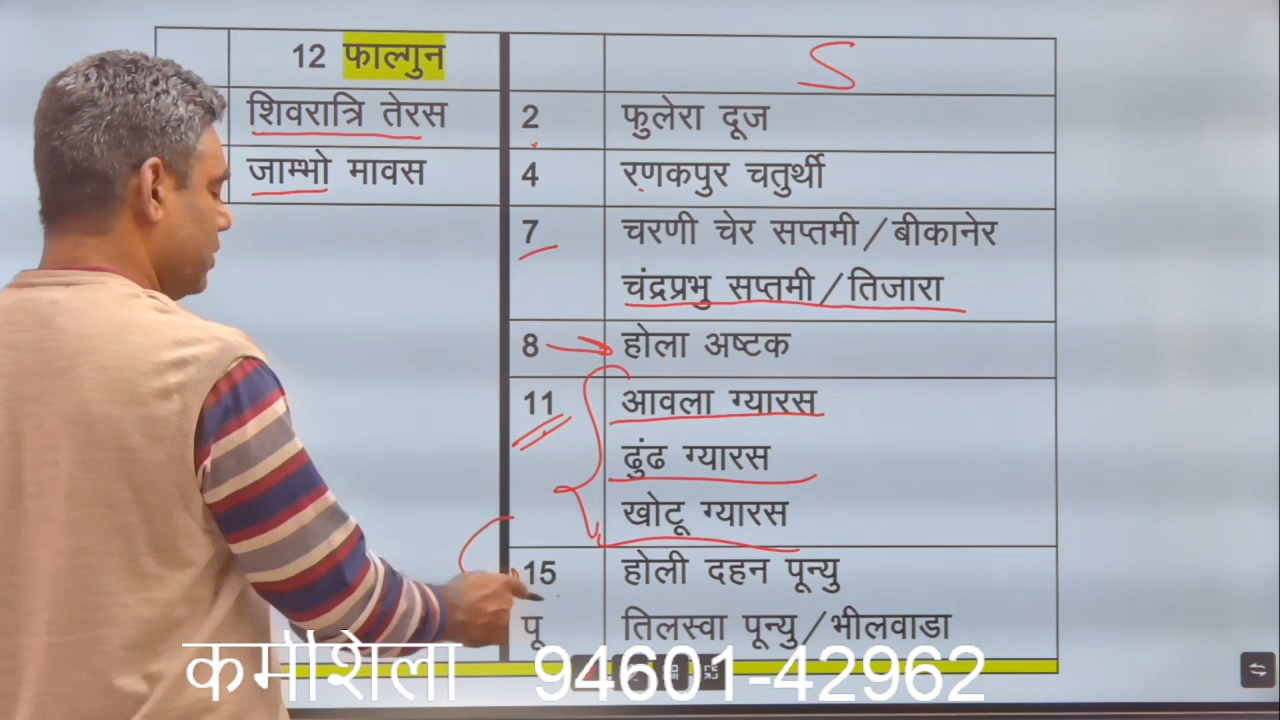 12 फाल्गुन S
शिवरात्रि तेरस 2 फुलेरा दूज
जाम्भो मावस 4 रणकपुर चतुर्थी
7 चरणी चेर सप्तमी/बीकानेर
चंद्रप्रभु सप्तमी/तिजारा
8 होला अष्टक
11 आवला ग्यारस
ढुंढ ग्यारस
खोटू ग्यारस
15 होली दहन पून्यु
पू तिलस्वा पून्यु/भीलवाडा
कर्माशिला 94601-42962